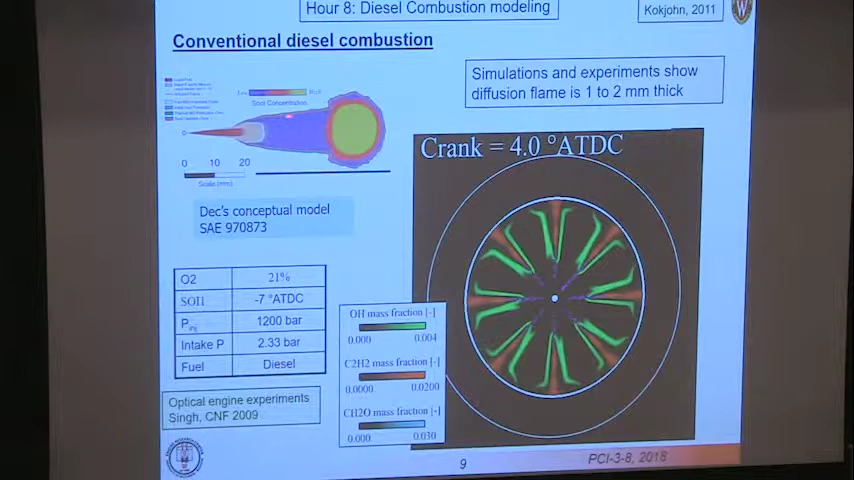 Hour 8: Diesel Combustion modeling
Kokjohn, 2011
Conventional diesel combustion
Simulations and experiments show
diffusion flame is 1 to 2 mm thick
Low
Rich
Soot Concentration
0
0 10 20
Scale (mm)
Dec's conceptual model
SAE 970873
Crank = 4.0 °ATDC
O2 21%
SOI1 -7 °ATDC
Pinj 1200 bar
Intake P 2.33 bar
Fuel Diesel
OH mass fraction [-]
0.000 0.004
C2H2 mass fraction [-]
0.0000 0.0200
CH2O mass fraction [-]
0.000 0.030
Optical engine experiments
Singh, CNF 2009
9
PCI-3-8, 2018